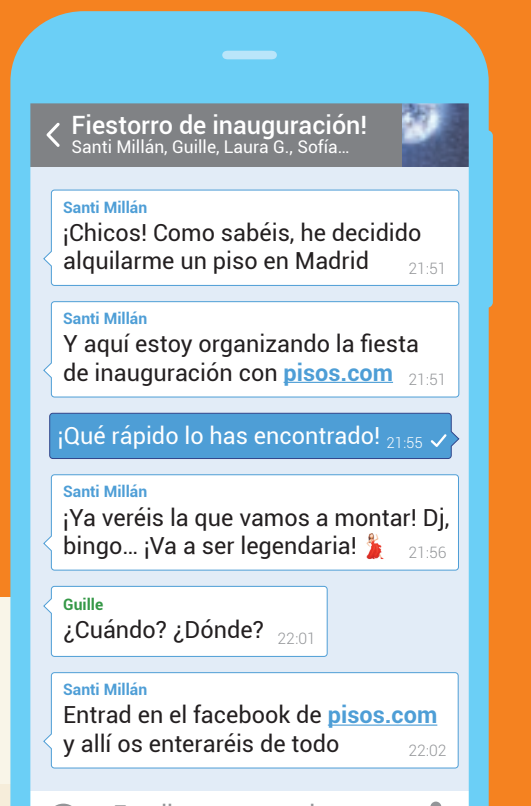 Fiestorro de inauguración!
Santi Millán, Guille, Laura G., Sofía...
Santi Millán
¡Chicos! Como sabéis, he decidido
alquilarme un piso en Madrid 21:51
Santi Millán
Y aquí estoy organizando la fiesta
de inauguración con pisos.com 21:51
¡Qué rápido lo has encontrado! 21:55
Santi Millán
¡Ya veréis la que vamos a montar! Dj,
bingo... ¡Va a ser legendaria! 💃 21:56
Guille
¿Cuándo? ¿Dónde? 22:01
Santi Millán
Entrad en el facebook de pisos.com
y allí os enteraréis de todo 22:02